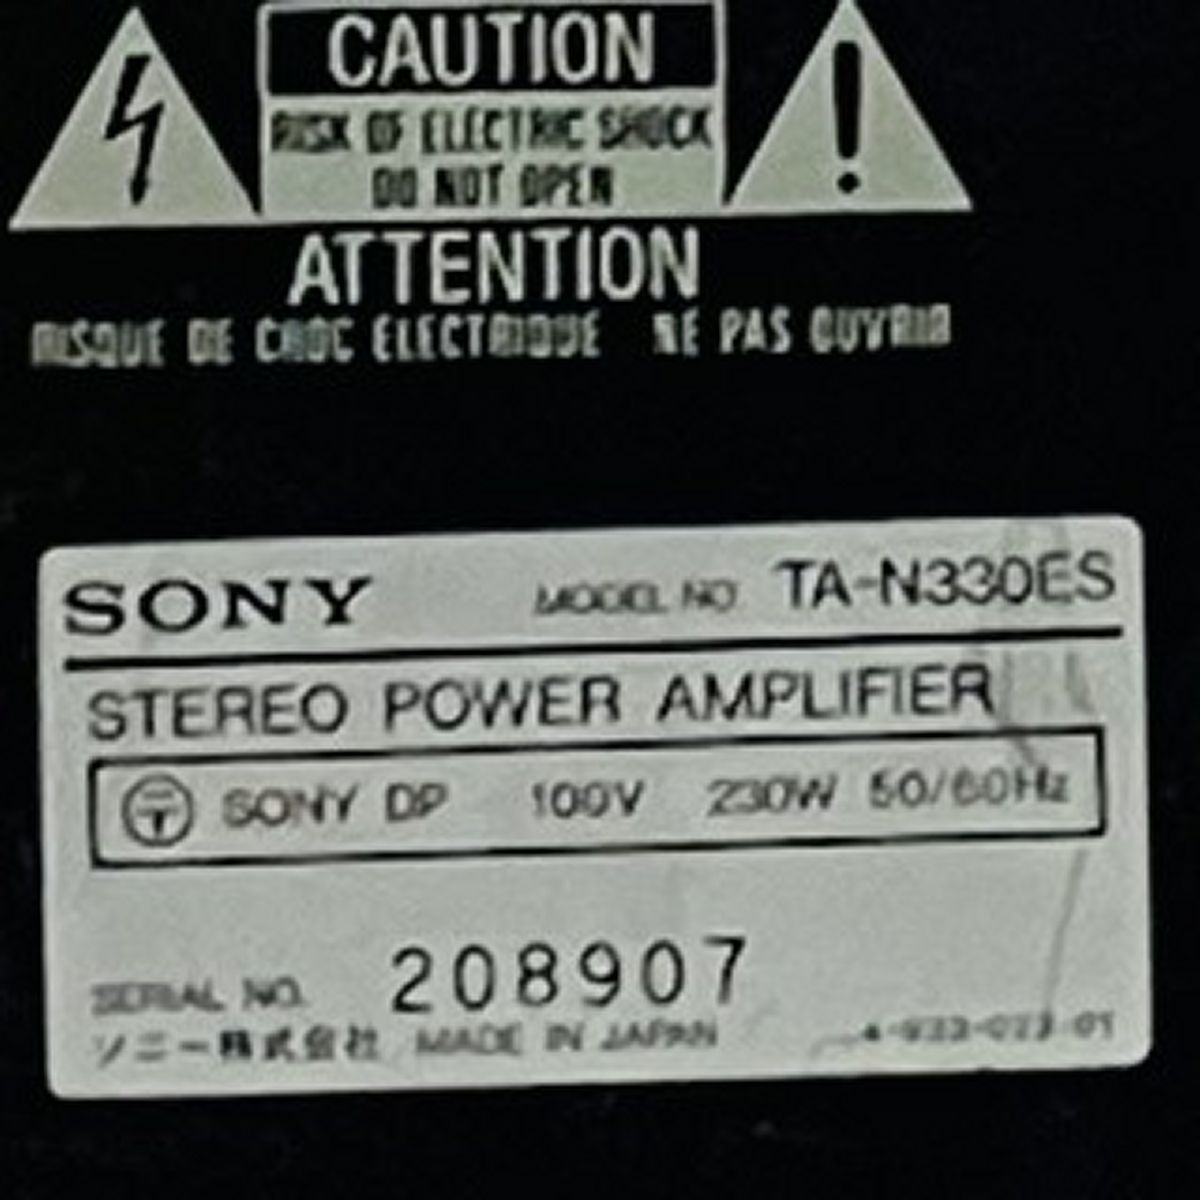 CAUTION
RISK OF ELECTRIC SHOCK
DO NOT OPEN
ATTENTION
RISQUE DE CHOC ELECTRIQUE NE PAS OUVRIR
SONY MODEL NO. TA-N330ES
STEREO POWER AMPLIFIER
SONY DP 100V 230W 50/60Hz
SERIAL NO. 208907
ソニー株式会社 MADE IN JAPAN